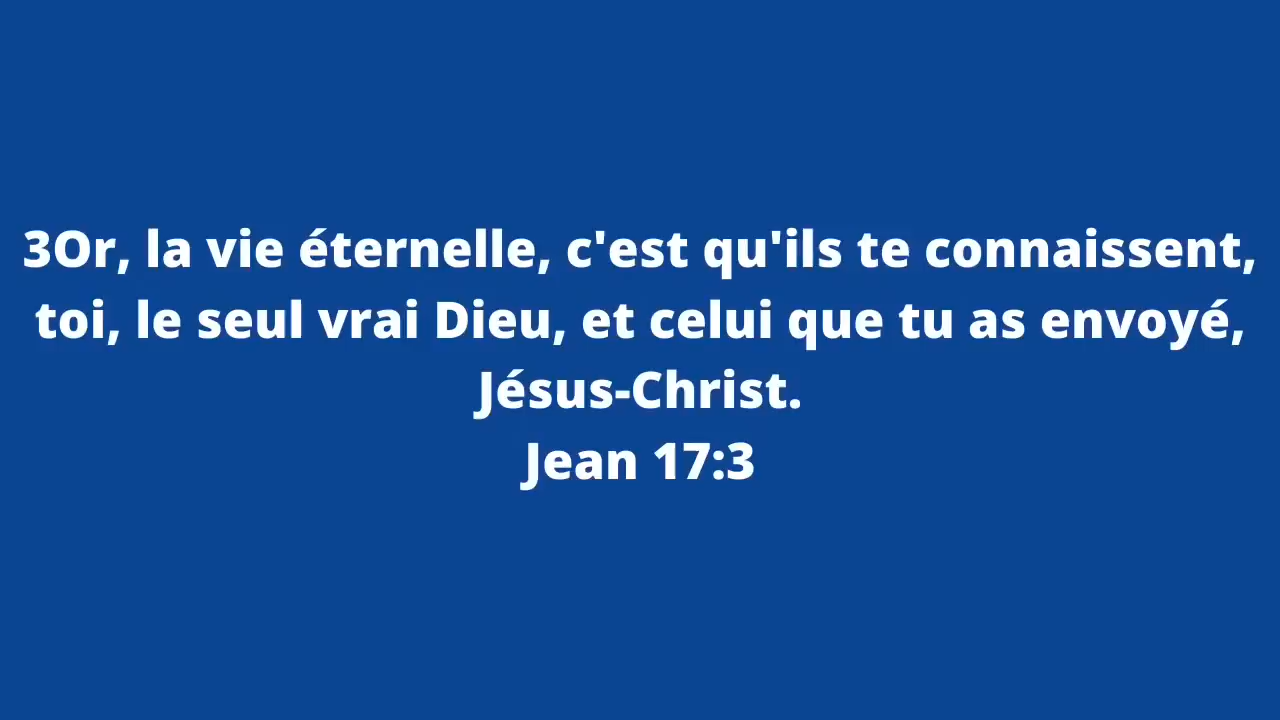 3Or, la vie éternelle, c'est qu'ils te connaissent,
toi, le seul vrai Dieu, et celui que tu as envoyé,
Jésus-Christ.
Jean 17:3